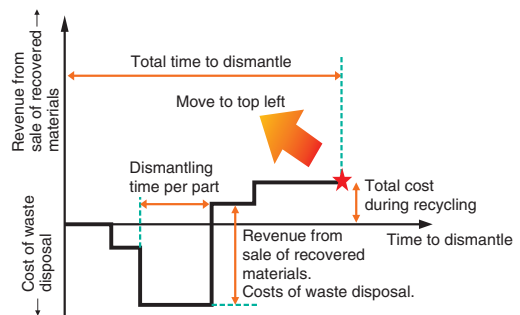 Revenue from
sale of recovered
materials
Total time to dismantle
Move to top left
Dismantling
time per part
Total cost
during recycling
Cost of waste
disposal
Revenue from
sale of recovered
materials.
Costs of waste disposal.
Time to dismantle